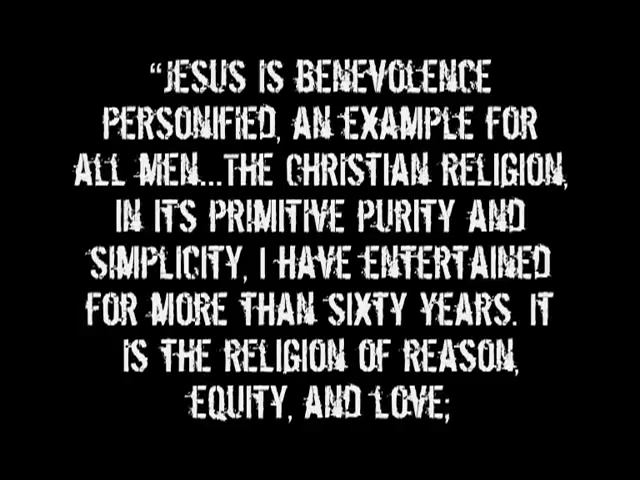 “JESUS IS BENEVOLENCE
PERSONIFIED, AN EXAMPLE FOR
ALL MEN...THE CHRISTIAN RELIGION,
IN ITS PRIMITIVE PURITY AND
SIMPLICITY, I HAVE ENTERTAINED
FOR MORE THAN SIXTY YEARS. IT
IS THE RELIGION OF REASON,
EQUITY, AND LOVE;